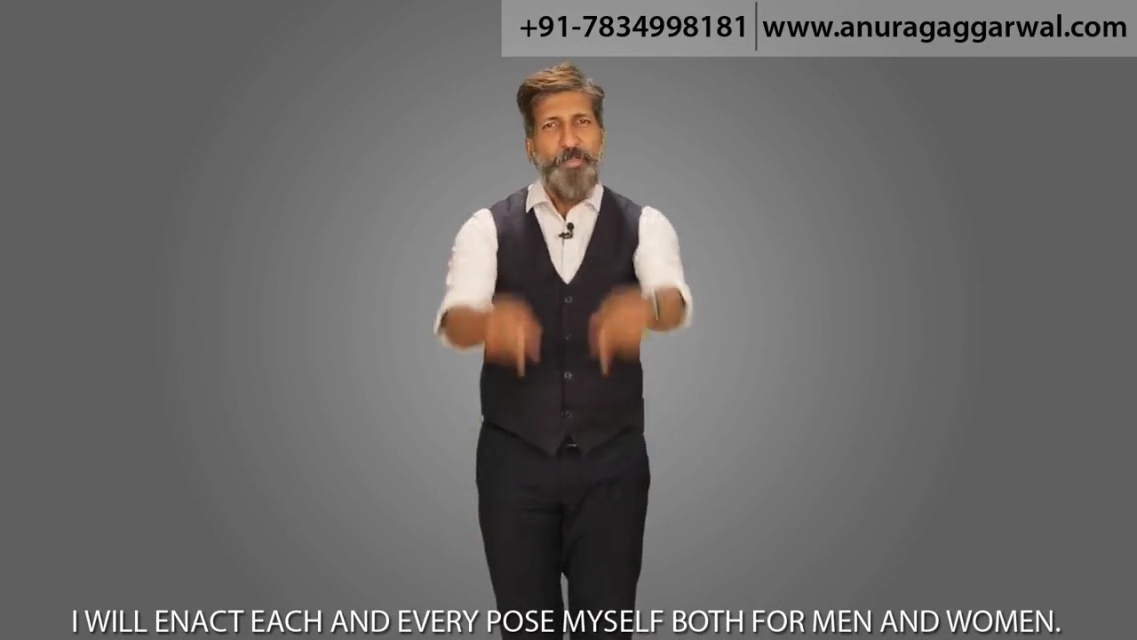 +91-7834998181 | www.anuragaggarwal.com
I WILL ENACT EACH AND EVERY POSE MYSELF BOTH FOR MEN AND WOMEN.